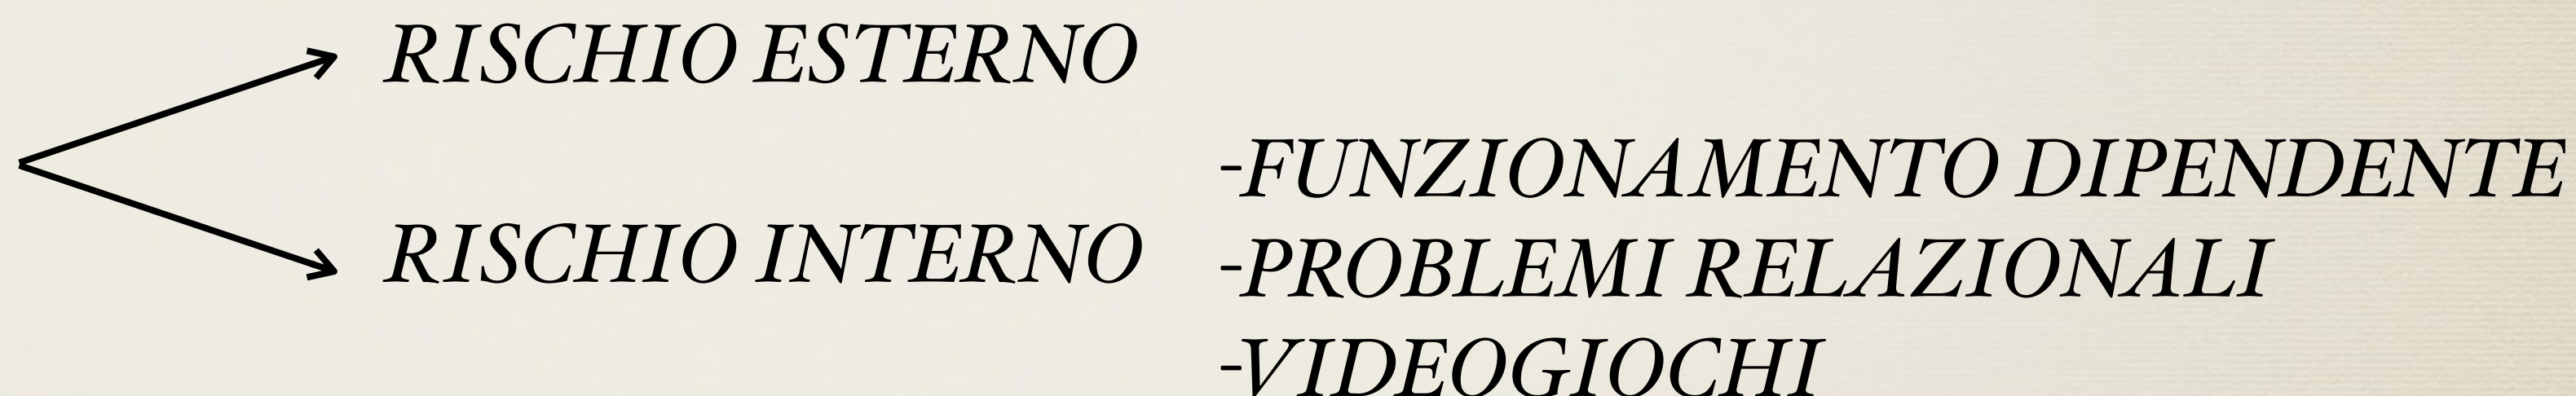 RISCHIO ESTERNO
RISCHIO INTERNO
-FUNZIONAMENTO DIPENDENTE
-PROBLEMI RELAZIONALI
-VIDEOGIOCHI